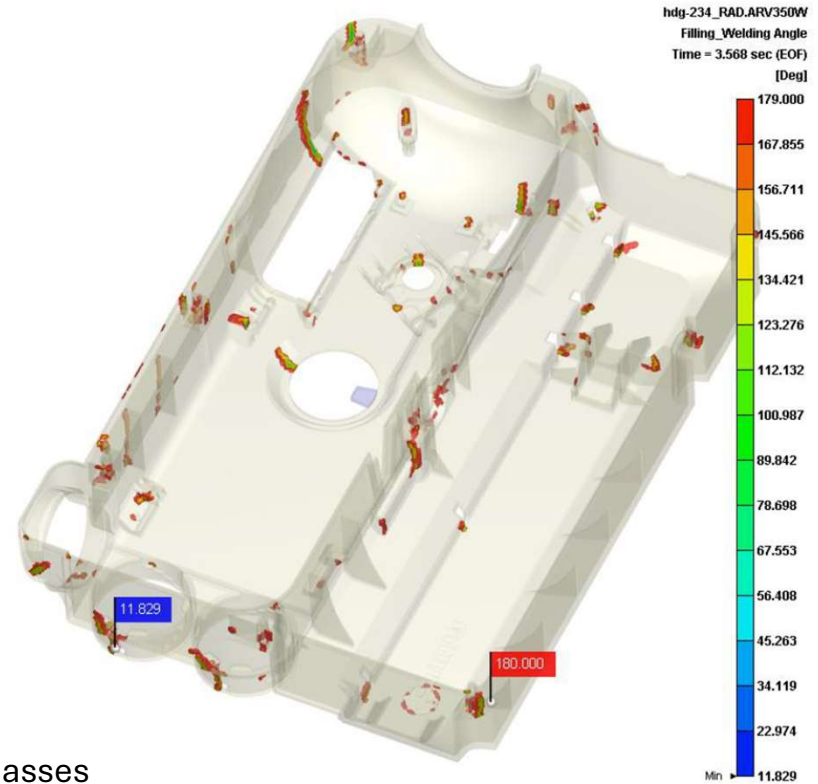 hdg-234_RAD.ARV350W
Filling_Welding Angle
Time = 3.568 sec (EOF)
[Deg]
179.000
167.855
156.711
145.566
134.421
123.276
112.132
100.987
89.842
78.698
67.553
56.408
45.263
34.119
22.974
Min 11.829
11.829
180.000
asses